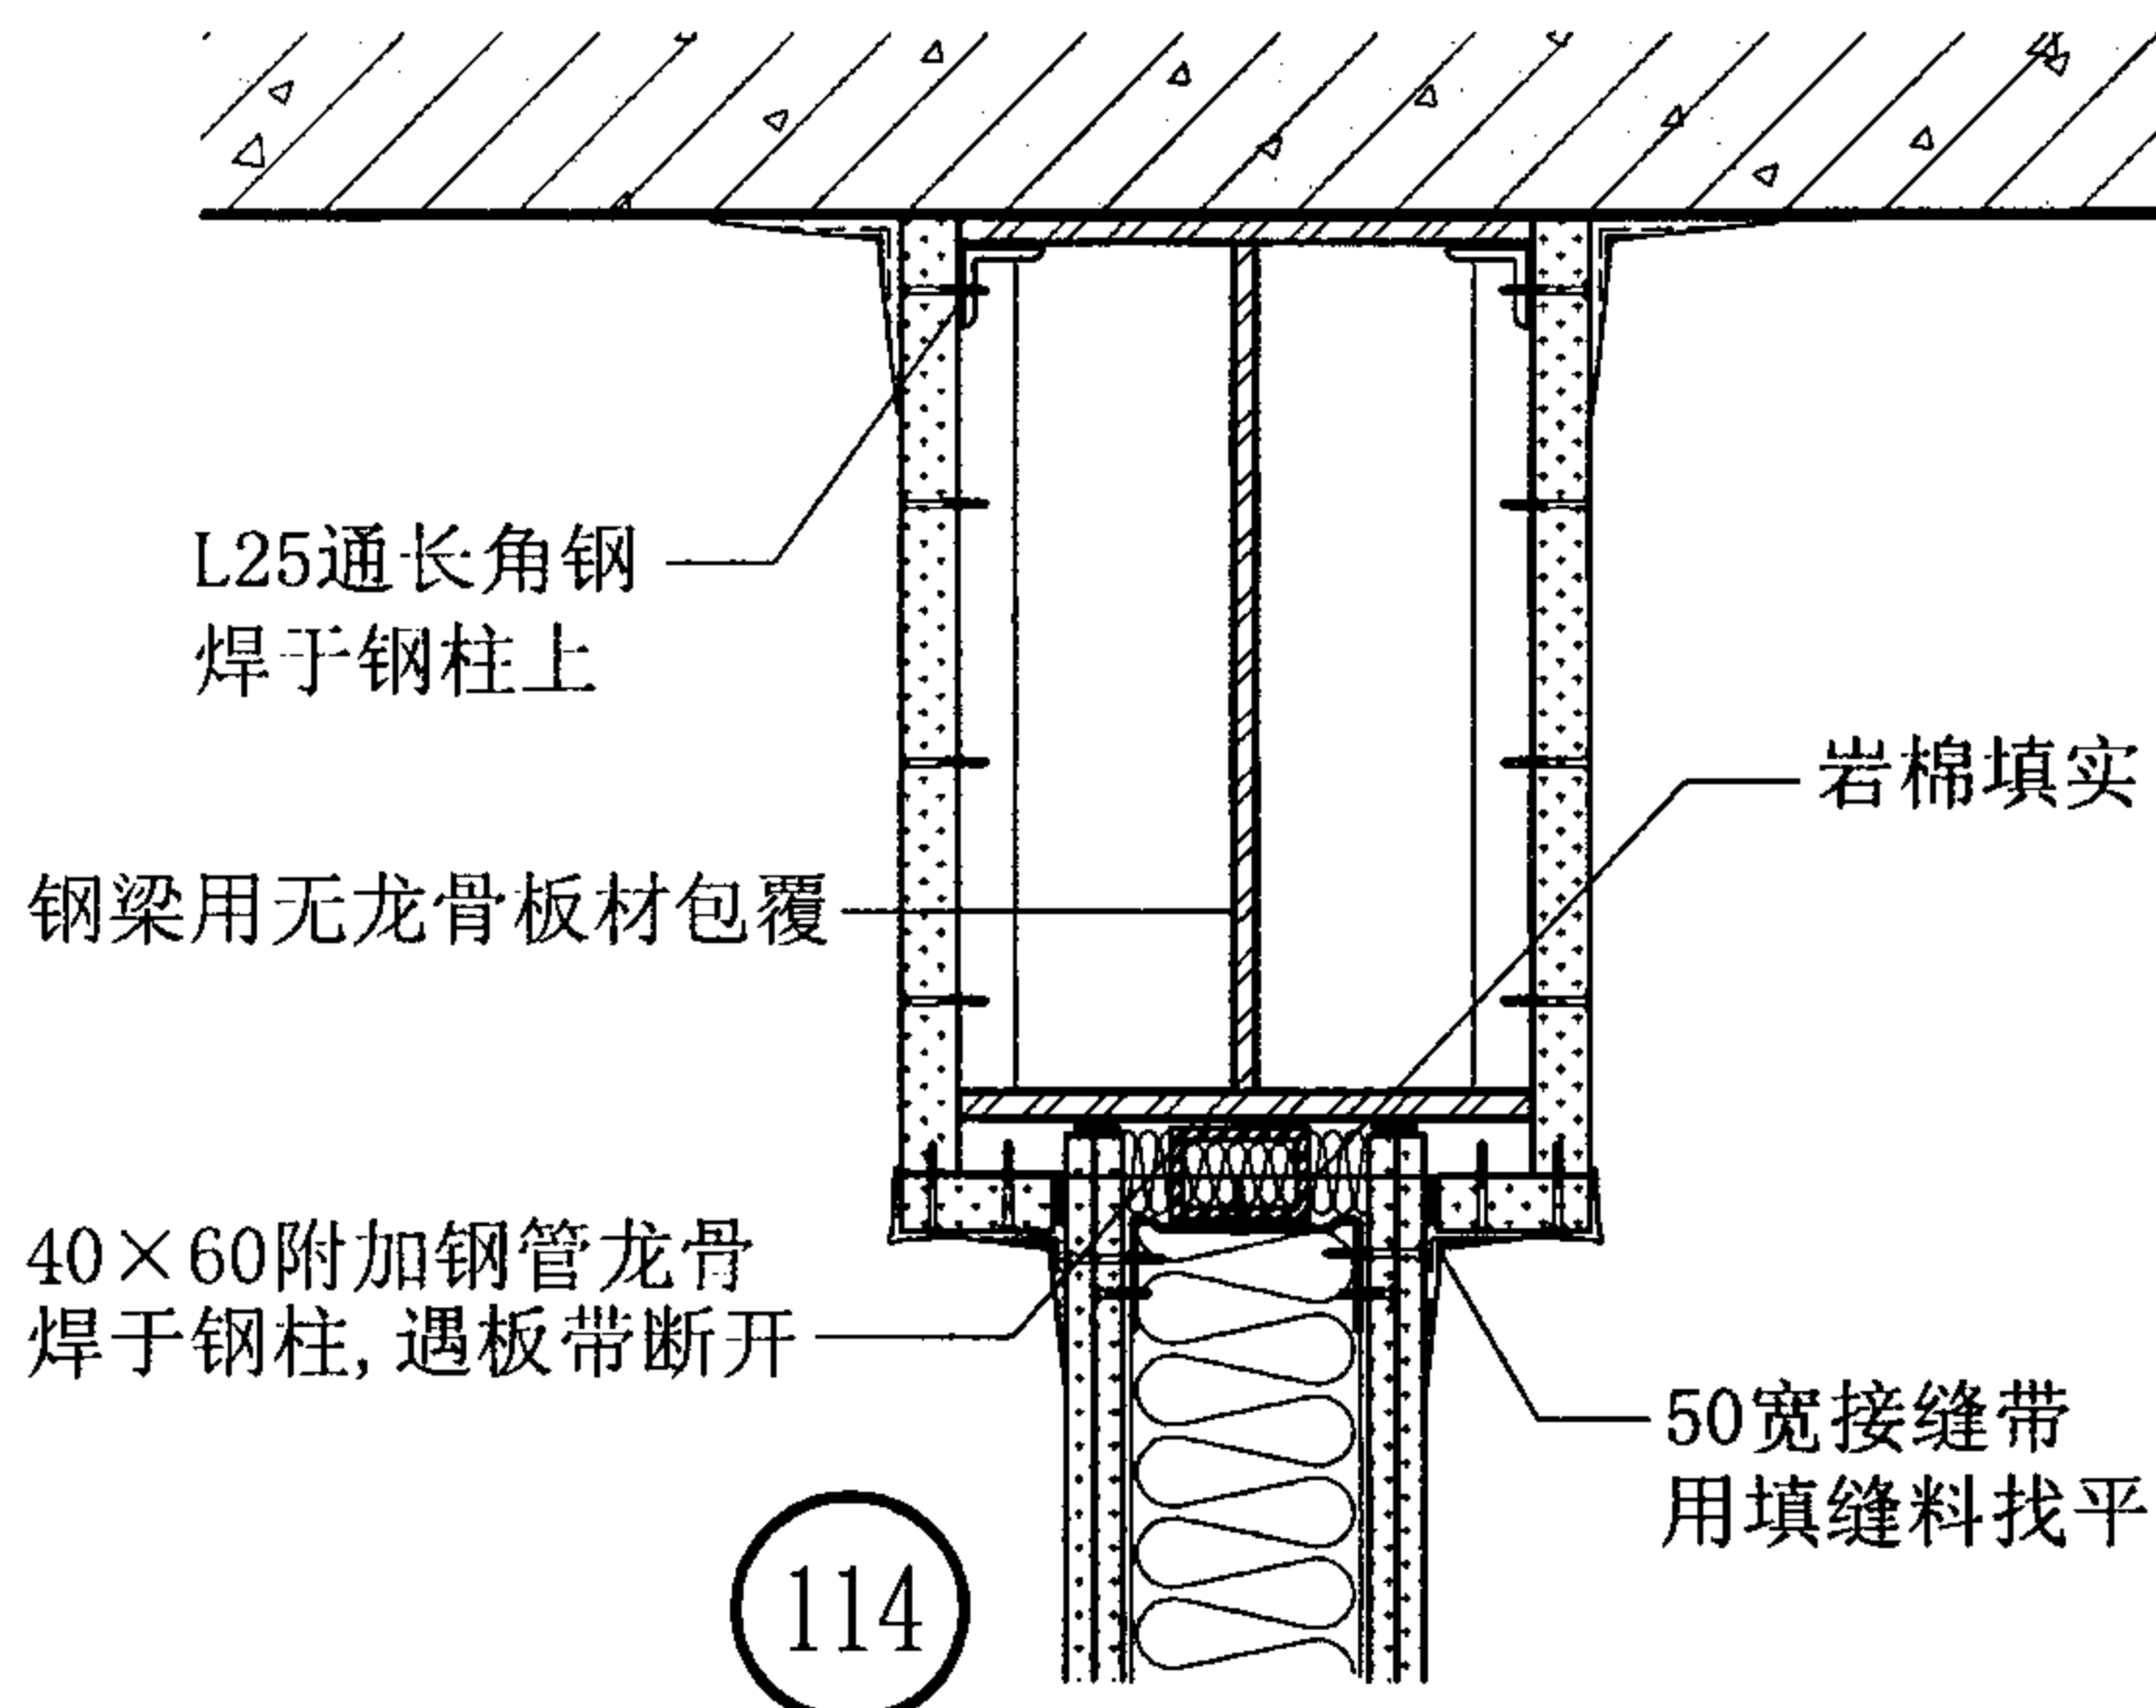 L25通长角钢
焊于钢柱上
岩棉填实
钢梁用无龙骨板材包覆
40×60附加钢管龙骨
焊于钢柱,遇板带断开
50宽接缝带
用填缝料找平
114